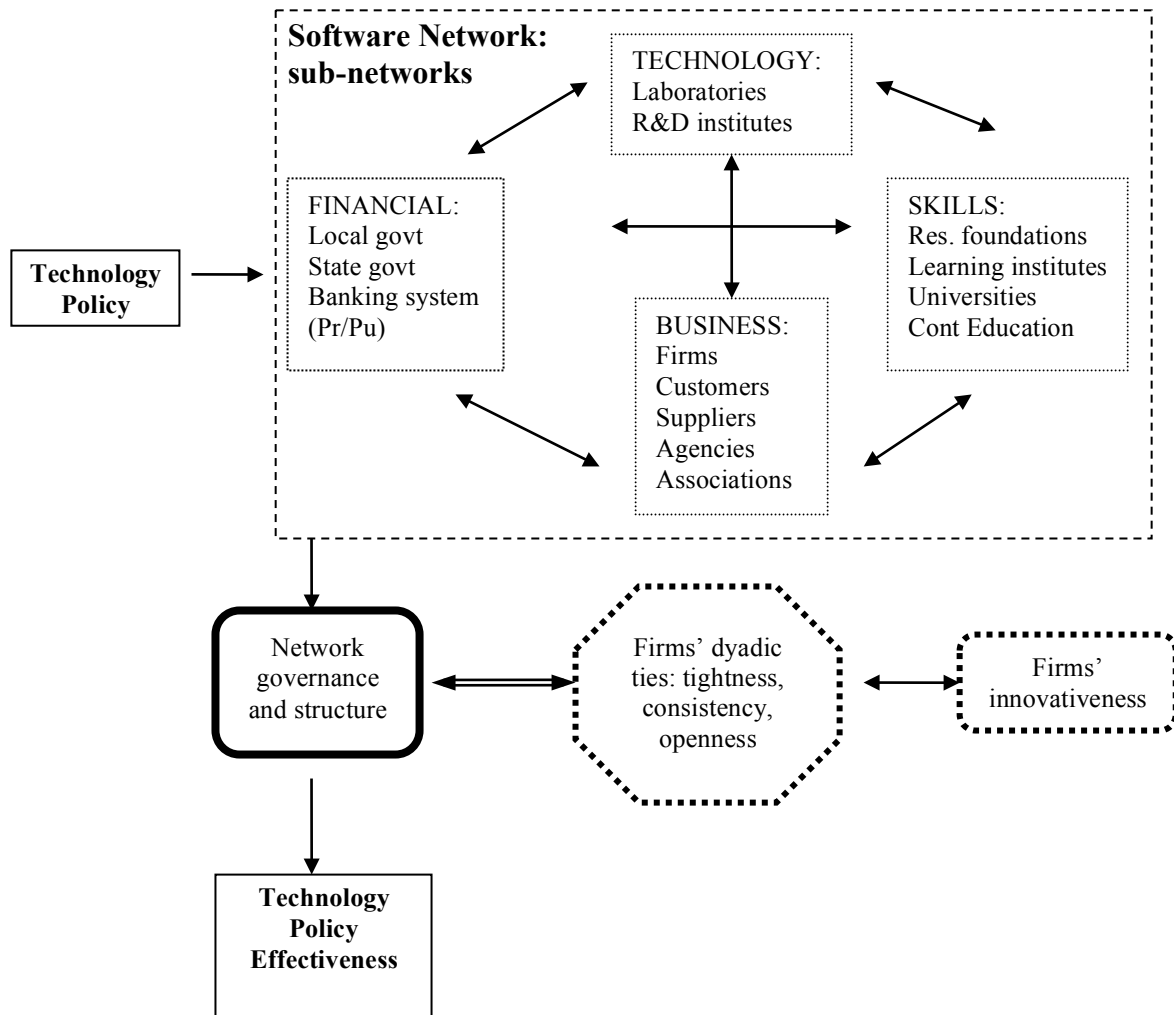 Software Network:
sub-networks
TECHNOLOGY:
Laboratories
R&D institutes
FINANCIAL:
Local govt
State govt
Banking system
(Pr/Pu)
SKILLS:
Res. foundations
Learning institutes
Universities
Cont Education
Technology
Policy
BUSINESS:
Firms
Customers
Suppliers
Agencies
Associations
Network
governance
and structure
Firms’ dyadic
ties: tightness,
consistency,
openness
Firms’
innovativeness
Technology
Policy
Effectiveness